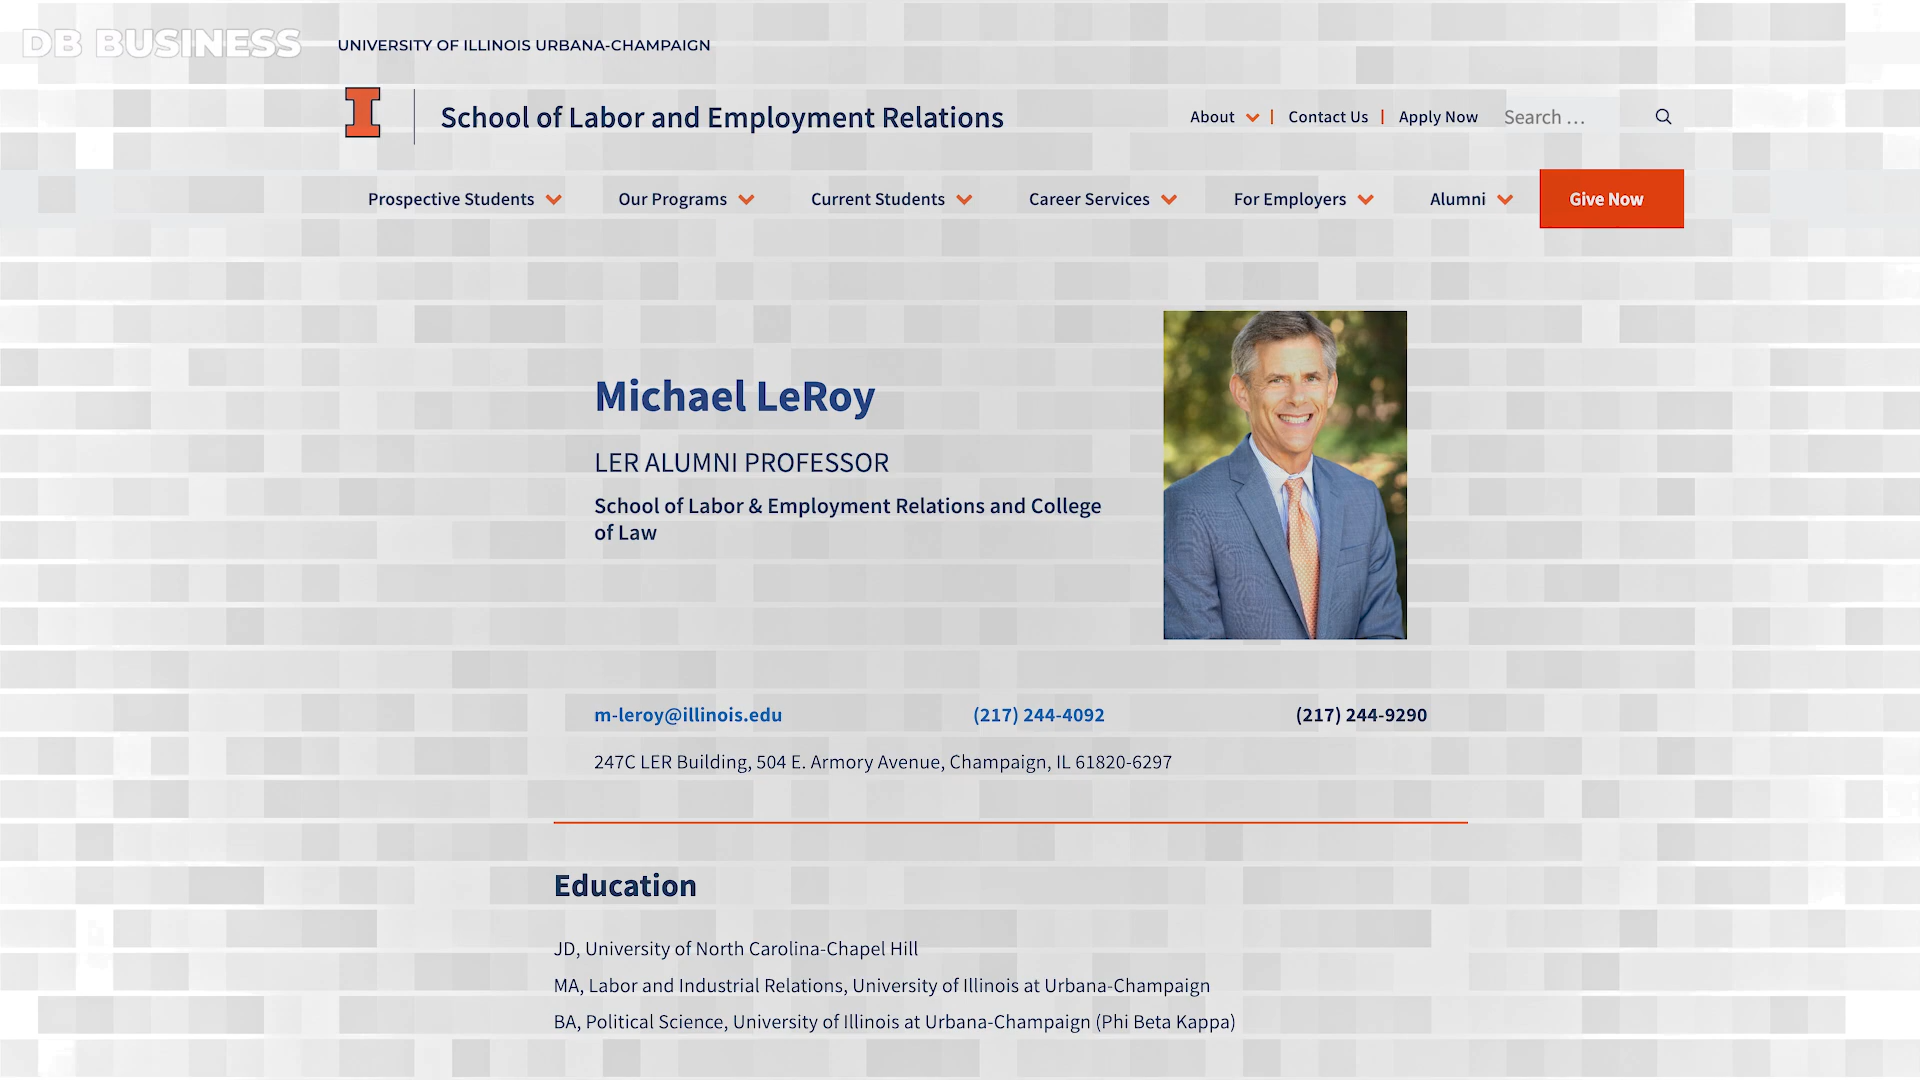 DB BUSINESS
UNIVERSITY OF ILLINOIS URBANA-CHAMPAIGN
I
School of Labor and Employment Relations
About
Contact Us
Apply Now
Search ...
Prospective Students
Our Programs
Current Students
Career Services
For Employers
Alumni
Give Now
Michael LeRoy
LER ALUMNI PROFESSOR
School of Labor & Employment Relations and College
of Law
m-leroy@illinois.edu
(217) 244-4092
(217) 244-9290
247C LER Building, 504 E. Armory Avenue, Champaign, IL 61820-6297
Education
JD, University of North Carolina-Chapel Hill
MA, Labor and Industrial Relations, University of Illinois at Urbana-Champaign
BA, Political Science, University of Illinois at Urbana-Champaign (Phi Beta Kappa)